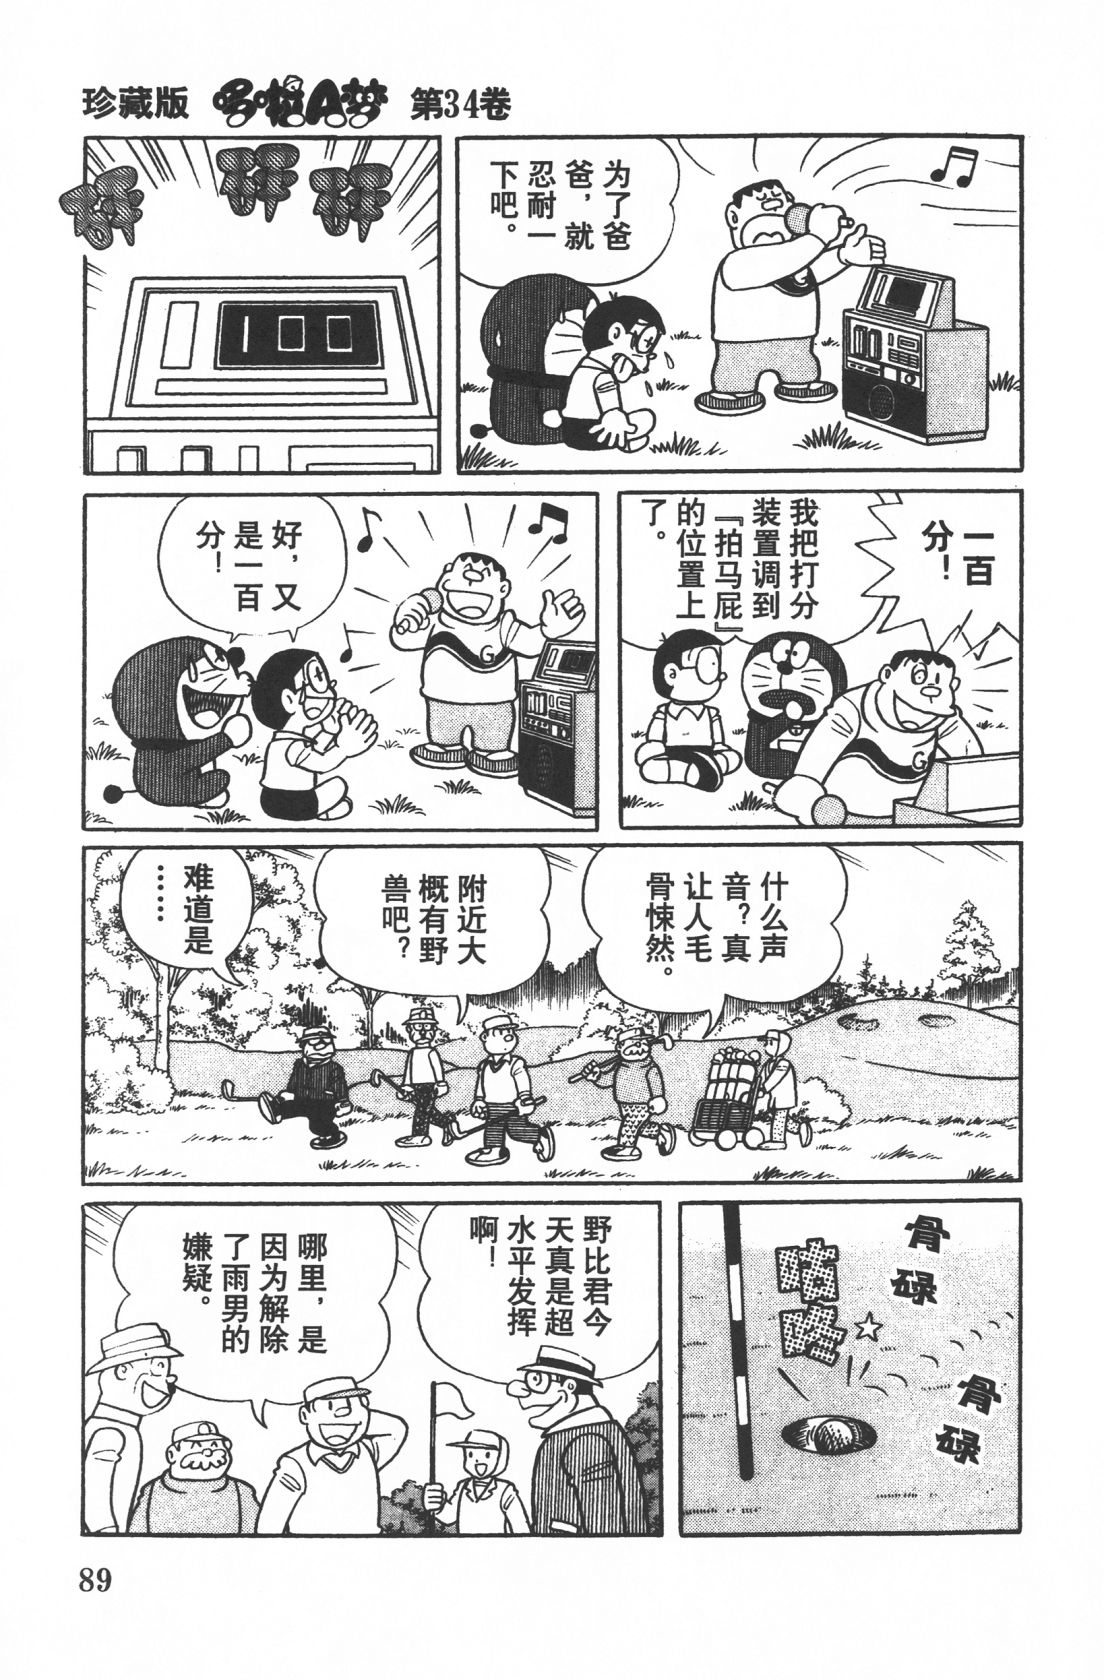 珍藏版 哆啦A梦 第34卷
为了爸
爸，就
忍耐一
下吧。
锵
锵
锵
100
一百
分！
我把打分
装置调到
『拍马屁』
的位置上
了。
好，又
是一百
分！
什么声
音？真
让人毛
骨悚然。
附近大
概有野
兽吧？
难道是
……
骨碌
骨碌
喀
咚
野比君今
天真是超
水平发挥
啊！
哪里，是
因为解除
了雨男的
嫌疑。
89